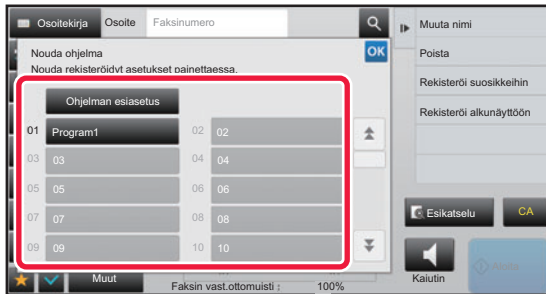 Osoitekirja Osoite Faksinumero
Muuta nimi
Nouda ohjelma OK
Poista
Nouda rekisteröidyt asetukset painettaessa.
Rekisteröi suosikkeihin
Ohjelman esiasetus
Rekisteröi alkunäyttöön
01 Program1 02 02
03 03 04 04
05 05 06 06
07 07 08 08
Esikatselu CA
09 09 10 10
Aloita
Muut
Kaiutin
Faksin vast.ottomuisti : 100%